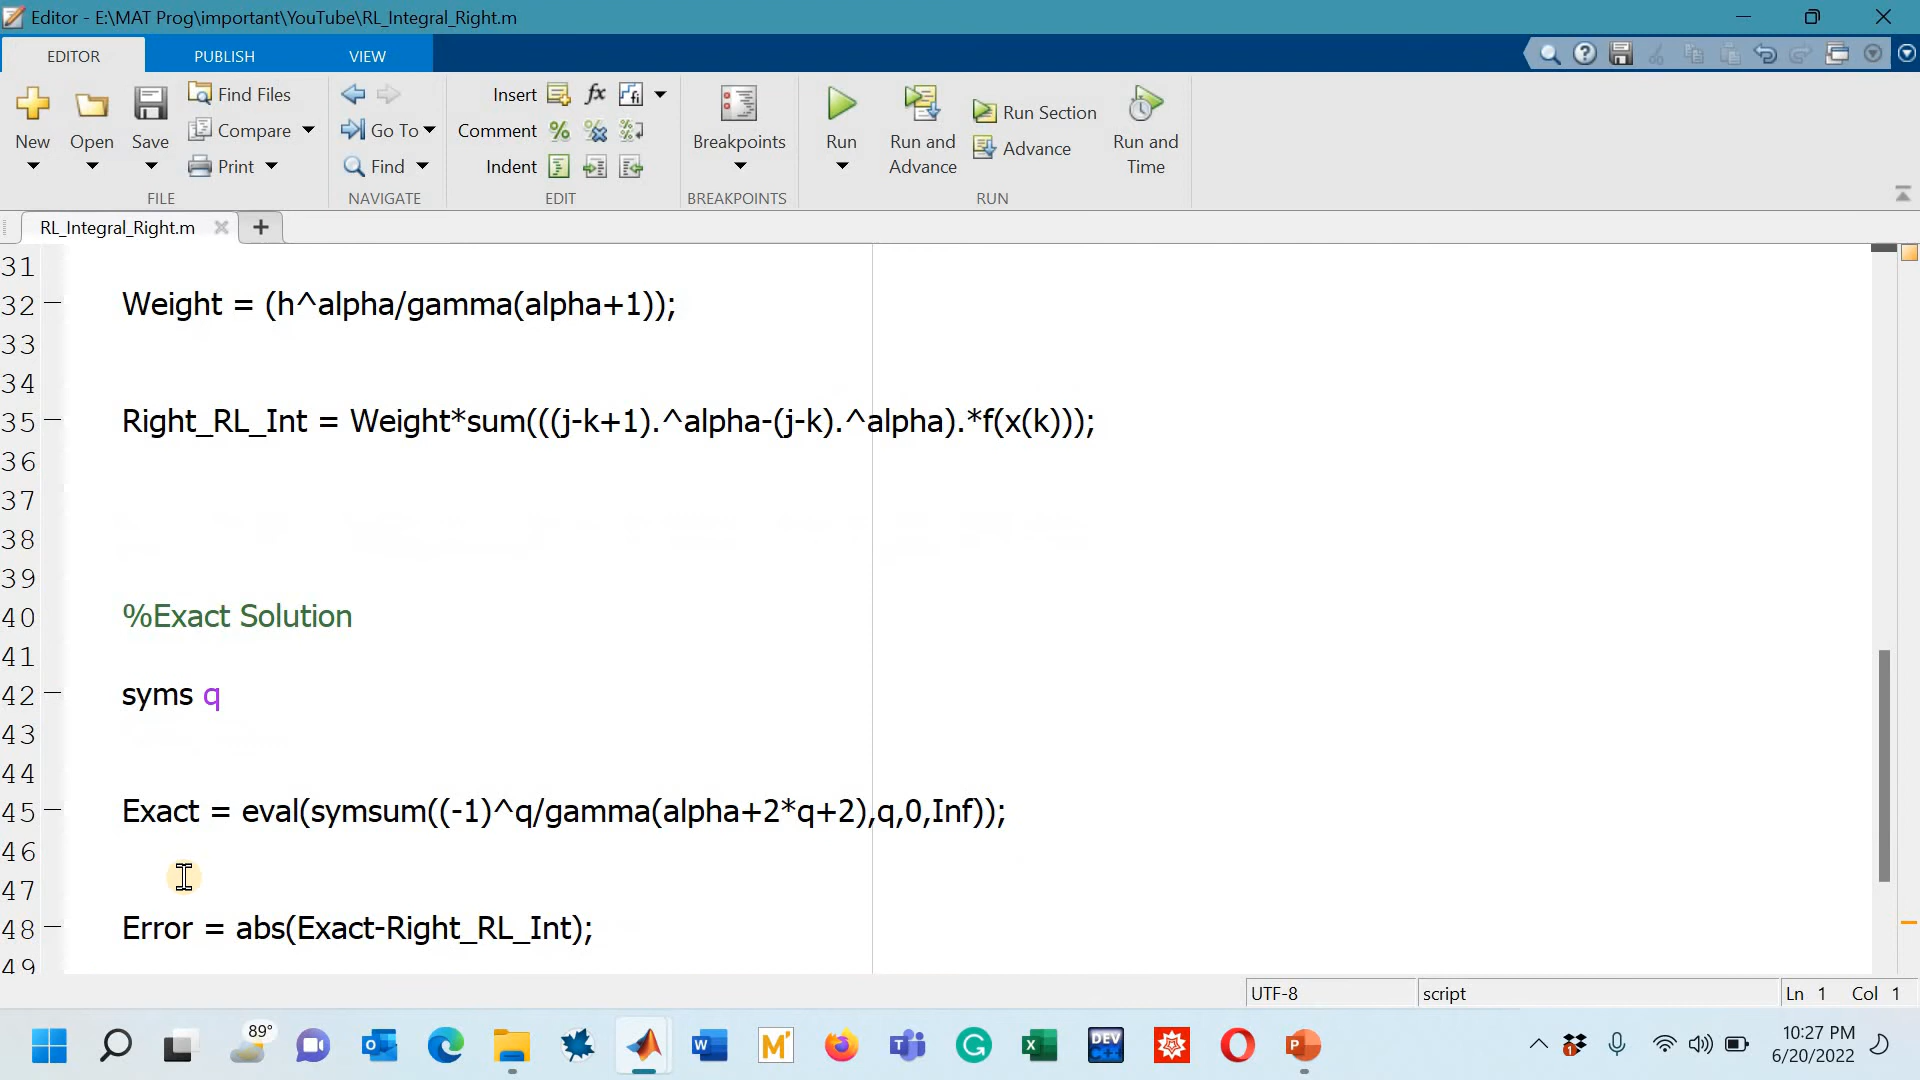 Editor - E:\MAT Prog\important\YouTube\RL_Integral_Right.m
EDITOR PUBLISH VIEW
New Open Save Find Files Compare Print
FILE
Go To Find
NAVIGATE
Insert fx
Comment
Indent
EDIT
Breakpoints
BREAKPOINTS
Run Run and Advance Run Section Advance Run and Time
RUN
RL_Integral_Right.m
31
32 Weight = (h^alpha/gamma(alpha+1));
33
34
35 Right_RL_Int = Weight*sum(((j-k+1).^alpha-(j-k).^alpha).*f(x(k)));
36
37
38
39
40 %Exact Solution
41
42 syms q
43
44
45 Exact = eval(symsum((-1)^q/gamma(alpha+2*q+2),q,0,Inf));
46
47
48 Error = abs(Exact-Right_RL_Int);
49
UTF-8 script Ln 1 Col 1
89°
DEV C++
10:27 PM
6/20/2022